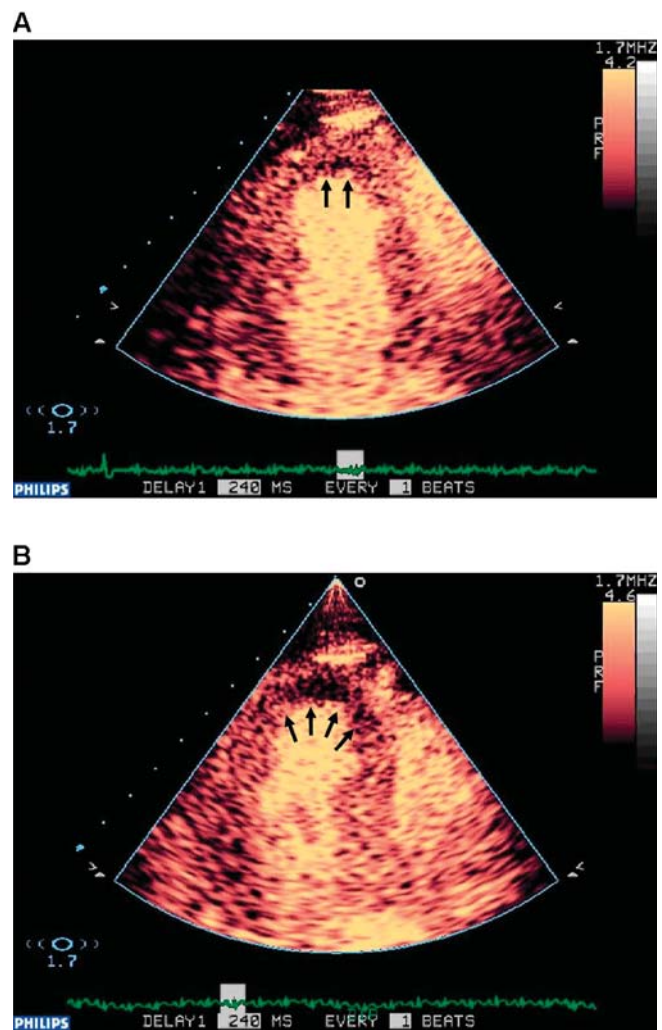 A
1.7MHZ
4.2
P
R
F
1.7
PHILIPS DELAY1 240 MS EVERY 1 BEATS
B
1.7MHZ
4.6
P
R
F
1.7
PHILIPS DELAY1 240 MS EVERY 1 BEATS